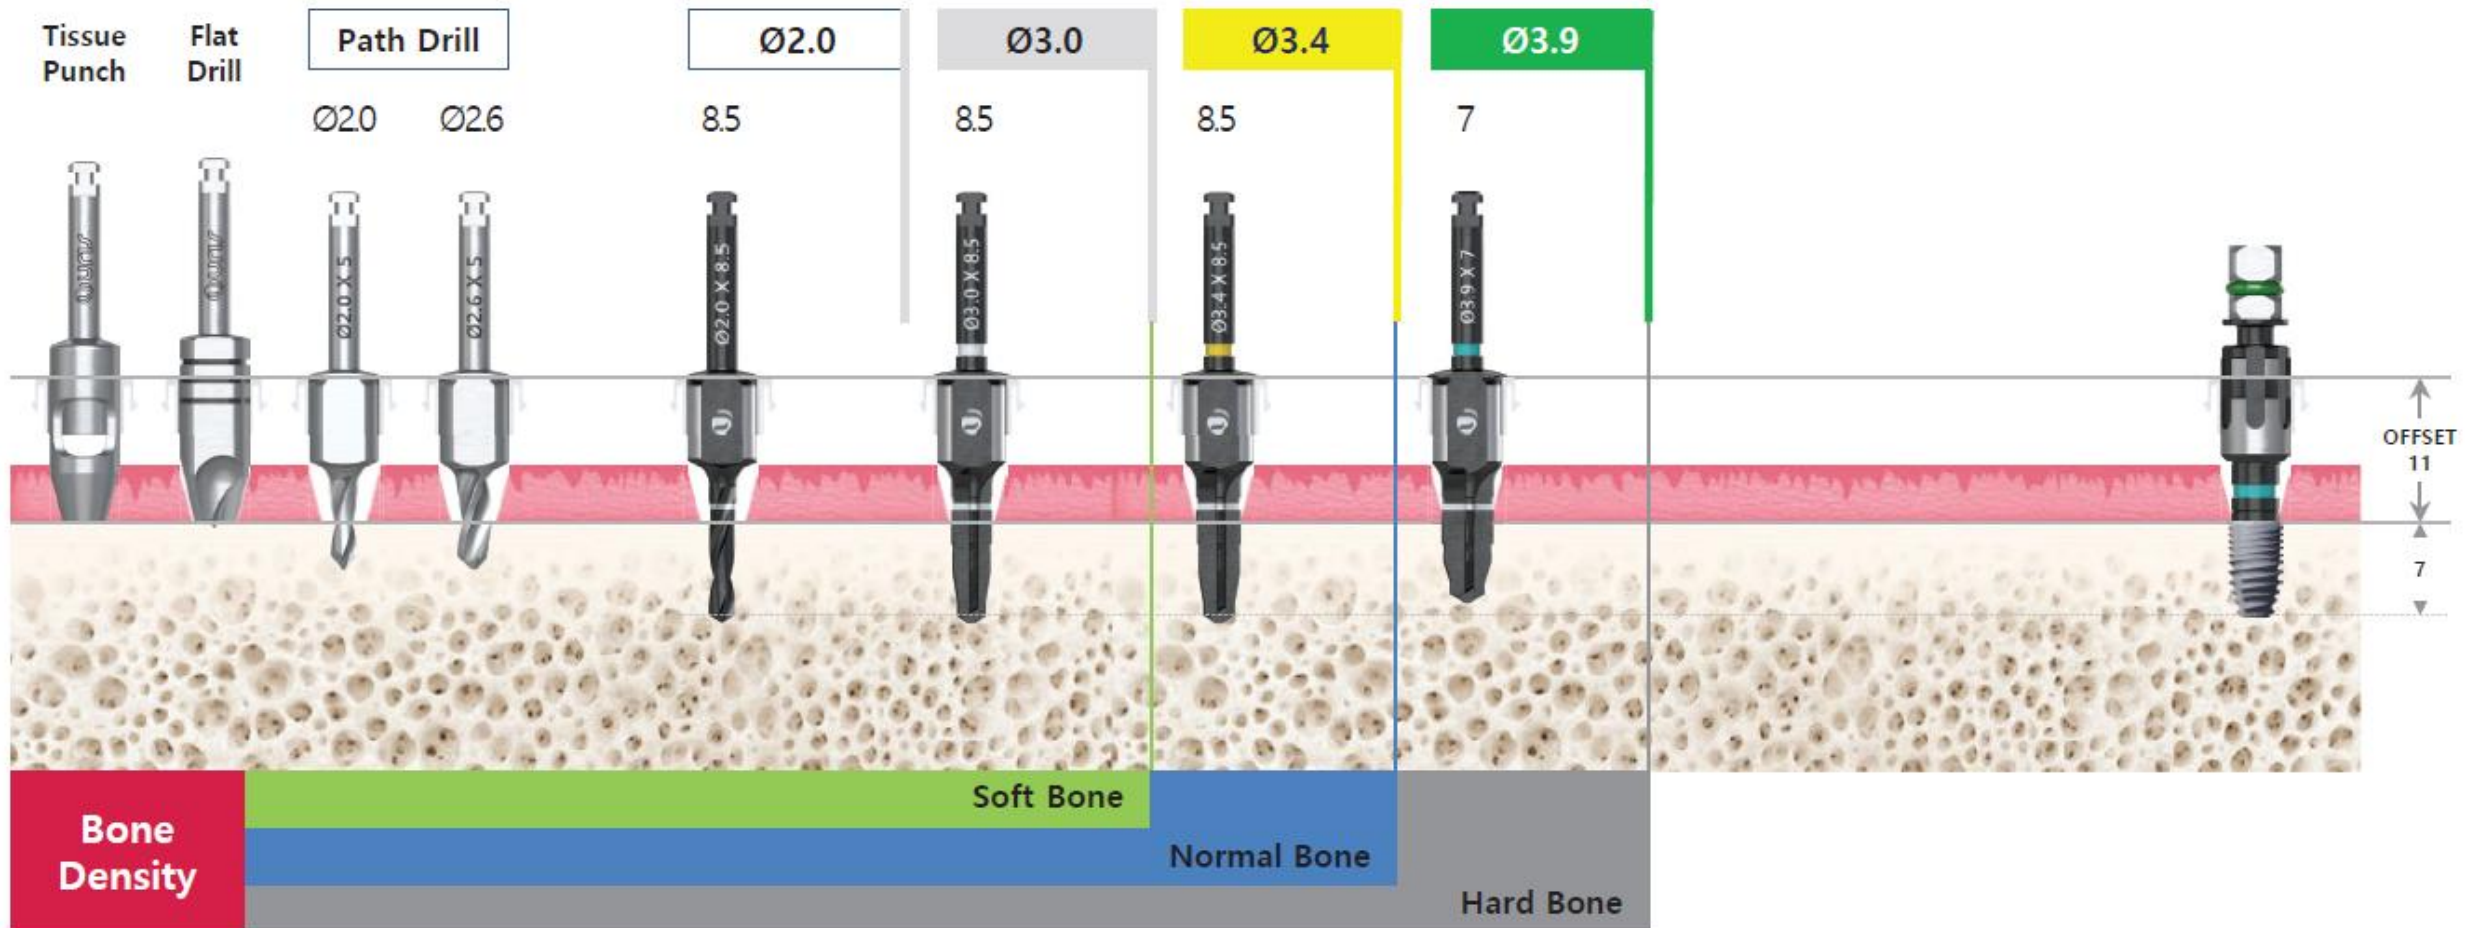 Tissue
Punch
Flat
Drill
Path Drill
Ø2.0
Ø3.0
Ø3.4
Ø3.9
Ø2.0
Ø2.6
8.5
8.5
8.5
7
Ø2.0 X 5
Ø2.6 X 5
Ø2.0 X 8.5
Ø3.0 X 8.5
Ø3.4 X 8.5
Ø3.9 X 7
OFFSET
11
7
Bone
Density
Soft Bone
Normal Bone
Hard Bone